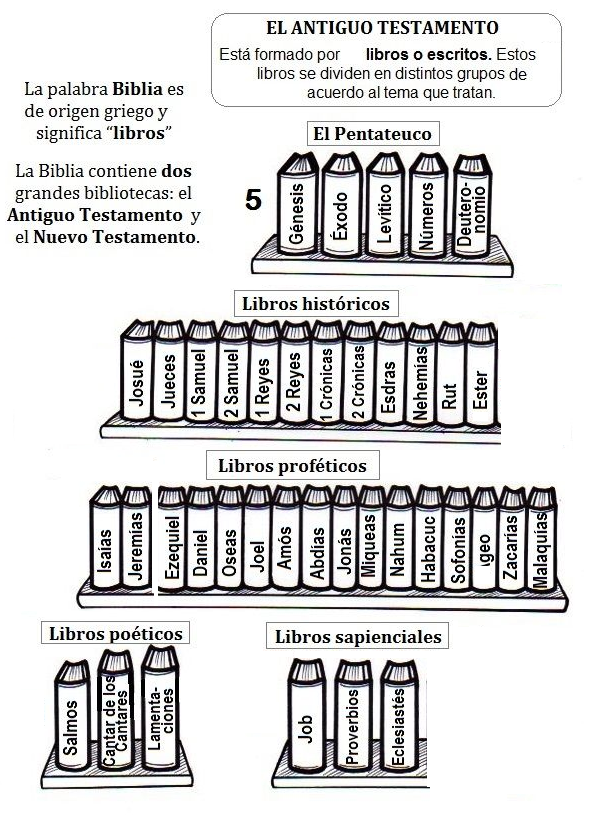 EL ANTIGUO TESTAMENTO
Está formado por libros o escritos. Estos
libros se dividen en distintos grupos de
acuerdo al tema que tratan.
La palabra Biblia es
de origen griego y
significa “libros”
La Biblia contiene dos
grandes bibliotecas: el
Antiguo Testamento y
el Nuevo Testamento.
El Pentateuco
5
Génesis
Éxodo
Levítico
Números
Deutero-
nomio
Libros históricos
Josué
Jueces
1 Samuel
2 Samuel
1 Reyes
2 Reyes
1 Crónicas
2 Crónicas
Esdras
Nehemías
Rut
Ester
Libros proféticos
Isaías
Jeremías
Ezequiel
Daniel
Oseas
Joel
Amós
Abdias
Jonás
Miqueas
Nahum
Habacuc
Sofonías
geo
Zacarías
Malaquías
Libros poéticos
Salmos
Cantar de los
Cantares
Lamenta-
ciones
Libros sapienciales
Job
Proverbios
Eclesiastés